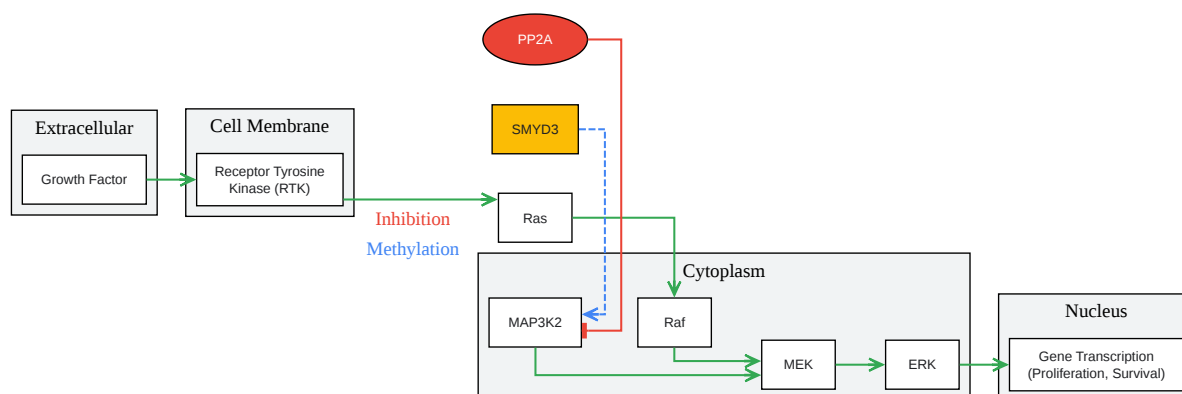 PP2A
SMYD3
Extracellular
Growth Factor
Cell Membrane
Receptor Tyrosine
Kinase (RTK)
Inhibition
Methylation
Ras
Cytoplasm
MAP3K2
Raf
MEK
ERK
Nucleus
Gene Transcription
(Proliferation, Survival)